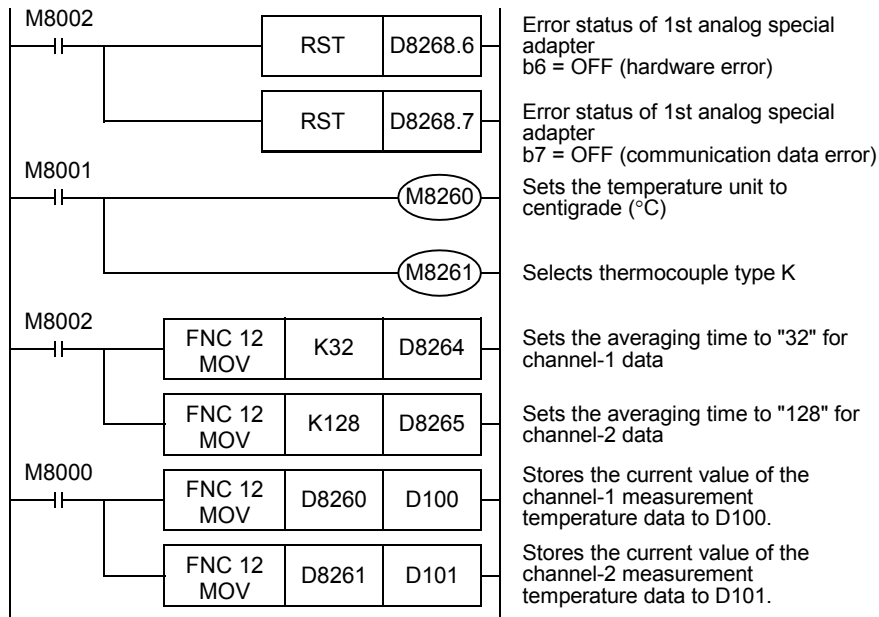 M8002
RST D8268.6
Error status of 1st analog special
adapter
b6 = OFF (hardware error)
RST D8268.7
Error status of 1st analog special
adapter
b7 = OFF (communication data error)
M8001
M8260
Sets the temperature unit to
centigrade (°C)
M8261
Selects thermocouple type K
M8002
FNC 12
MOV
K32 D8264
Sets the averaging time to "32" for
channel-1 data
FNC 12
MOV
K128 D8265
Sets the averaging time to "128" for
channel-2 data
M8000
FNC 12
MOV
D8260 D100
Stores the current value of the
channel-1 measurement
temperature data to D100.
FNC 12
MOV
D8261 D101
Stores the current value of the
channel-2 measurement
temperature data to D101.